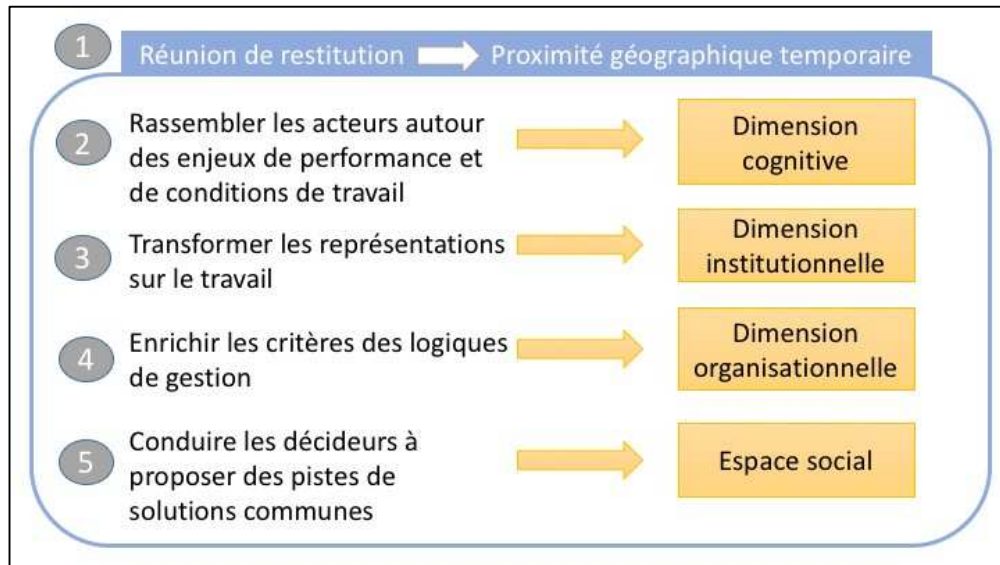 1
Réunion de restitution Proximité géographique temporaire
2
Rassembler les acteurs autour
des enjeux de performance et
de conditions de travail
Dimension
cognitive
3
Transformer les représentations
sur le travail
Dimension
institutionnelle
4
Enrichir les critères des logiques
de gestion
Dimension
organisationnelle
5
Conduire les décideurs à
proposer des pistes de
solutions communes
Espace social